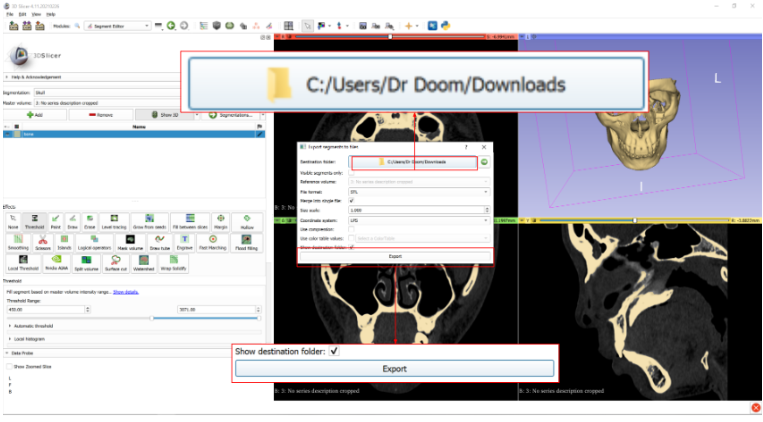 3D Slicer 4.11.20210226
File Edit View Help
Modules: Segment Editor
3DSlicer
Help & Acknowledgement
Segmentation: Skull
Master volume: 3: No series description cropped
Add Remove Show 3D Segmentations...
Name
bone
C:/Users/Dr Doom/Downloads
Export segments to files ? X
Destination folder: C:/Users/Dr Doom/Downloads
Visible segments only:
Reference volume: 3: No series description cropped
File format: STL
Merge into single file:
Size scale: 1.000
Coordinate system: LPS
Use compression:
Use color table values: Select a ColorTable
Show destination folder:
Export
Effects
None Threshold Paint Draw Erase Level tracing Grow from seeds Fill between slices Margin Hollow
Smoothing Scissors Islands Logical operators Mask volume Draw tube Engrave Fast Marching Flood filling
Local Threshold Split volume Surface cut Watershed Wrap Solidify
Threshold
Fill segment based on master volume intensity range... Show details.
Threshold Range:
450.00 3071.00
Automatic threshold
Local histogram
Data Probe
Show Zoomed Slice
L
F
B
L
I
Show destination folder:
Export
B: 3: No series description cropped
B: 3: No series description cropped